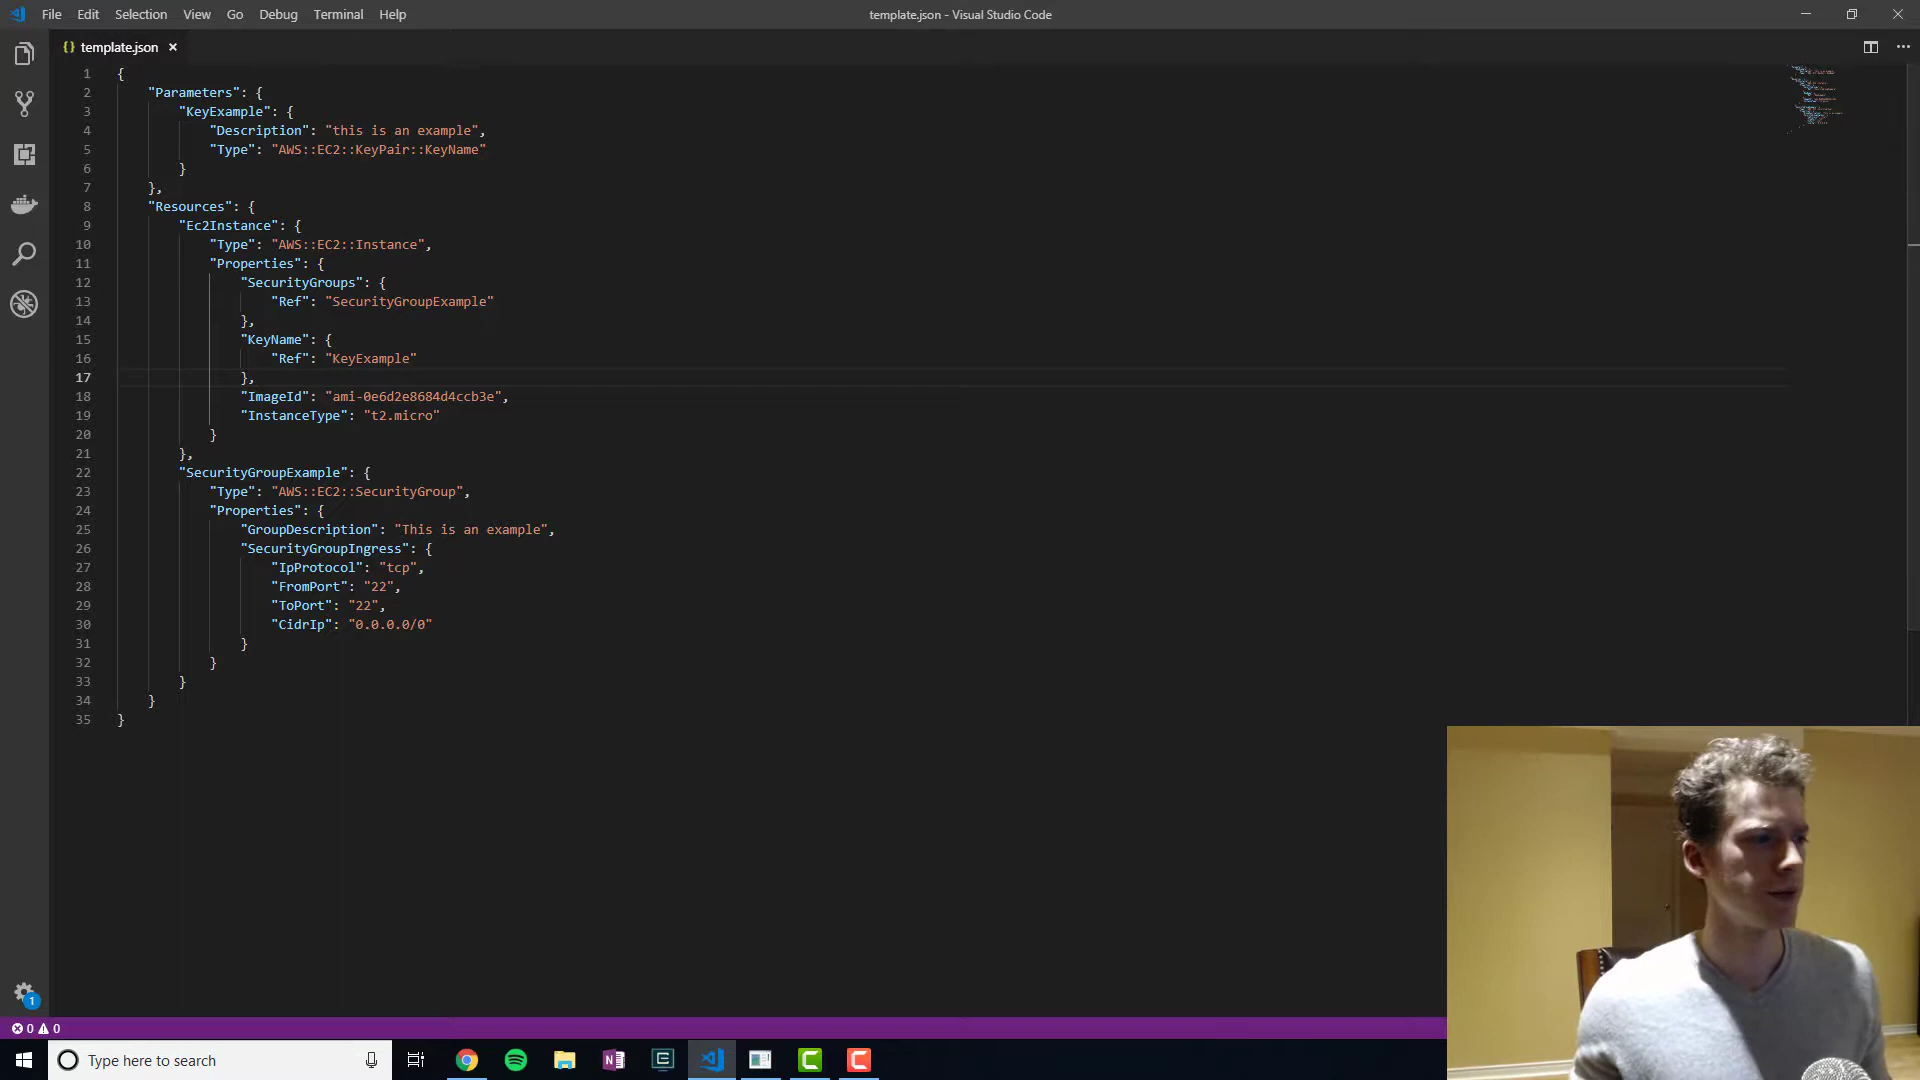 File Edit Selection View Go Debug Terminal Help
template.json - Visual Studio Code
{} template.json ×
1 {
2 "Parameters": {
3 "KeyExample": {
4 "Description": "this is an example",
5 "Type": "AWS::EC2::KeyPair::KeyName"
6 }
7 },
8 "Resources": {
9 "Ec2Instance": {
10 "Type": "AWS::EC2::Instance",
11 "Properties": {
12 "SecurityGroups": {
13 "Ref": "SecurityGroupExample"
14 },
15 "KeyName": {
16 "Ref": "KeyExample"
17 },
18 "ImageId": "ami-0e6d2e8684d4ccb3e",
19 "InstanceType": "t2.micro"
20 }
21 },
22 "SecurityGroupExample": {
23 "Type": "AWS::EC2::SecurityGroup",
24 "Properties": {
25 "GroupDescription": "This is an example",
26 "SecurityGroupIngress": {
27 "IpProtocol": "tcp",
28 "FromPort": "22",
29 "ToPort": "22",
30 "CidrIp": "0.0.0.0/0"
31 }
32 }
33 }
34 }
35 }
1
0 0
Type here to search